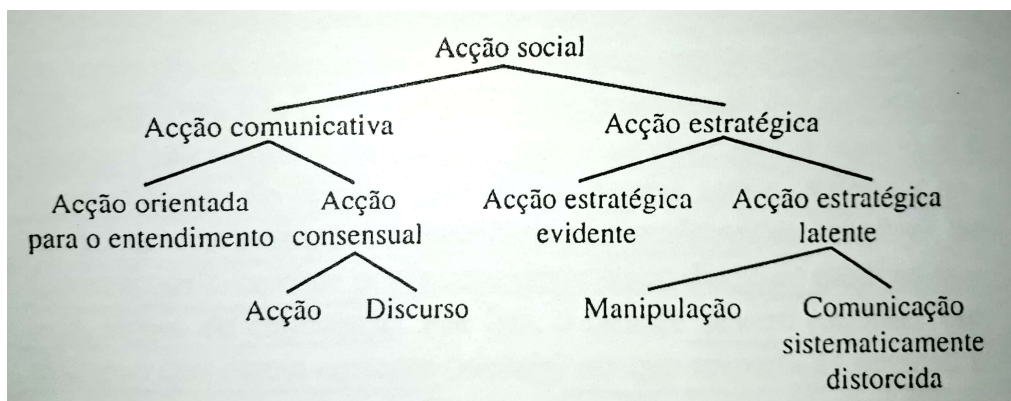 Acção social
Acção comunicativa
Acção estratégica
Acção orientada
para o entendimento
Acção
consensual
Acção estratégica
evidente
Acção estratégica
latente
Acção
Discurso
Manipulação
Comunicação
sistematicamente
distorcida